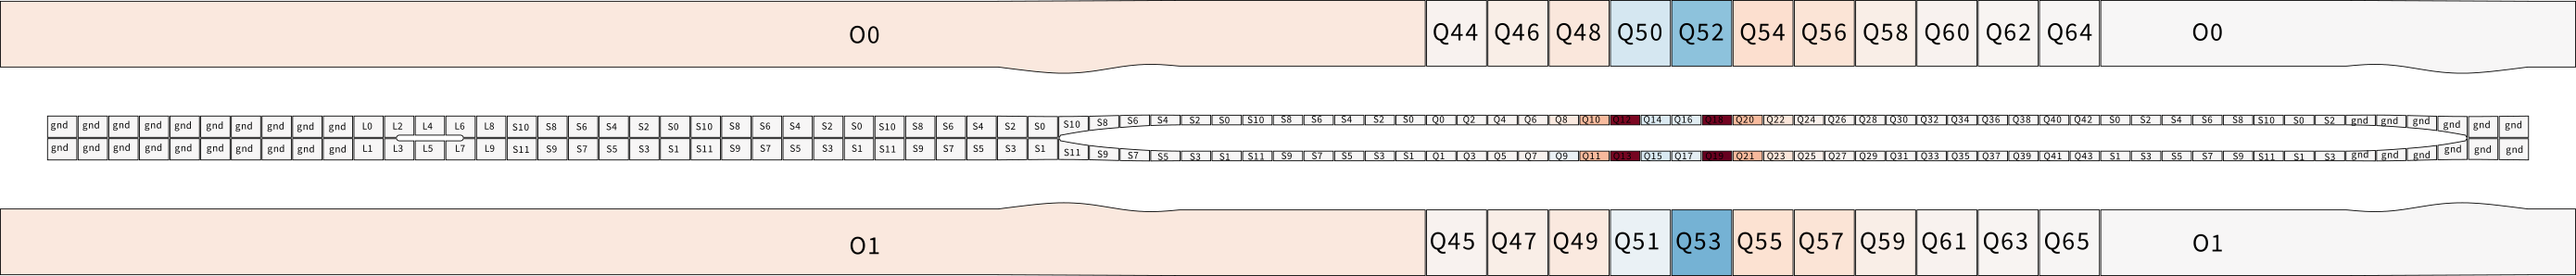 O0 Q44 Q46 Q48 Q50 Q52 Q54 Q56 Q58 Q60 Q62 Q64 O0
gnd gnd gnd gnd gnd gnd gnd gnd gnd gnd L0 L2 L4 L6 L8 S10 S8 S6 S4 S2 S0 S10 S8 S6 S4 S2 S0 S10 S8 S6 S4 S2 S0 S10 S8 S6 S4 S2 S0 S10 S8 S6 S4 S2 S0 Q0 Q2 Q4 Q6 Q8 Q10 Q12 Q14 Q16 Q18 Q20 Q22 Q24 Q26 Q28 Q30 Q32 Q34 Q36 Q38 Q40 Q42 S0 S2 S4 S6 S8 S10 S0 S2 gnd gnd gnd gnd gnd gnd
gnd gnd gnd gnd gnd gnd gnd gnd gnd gnd L1 L3 L5 L7 L9 S11 S9 S7 S5 S3 S1 S11 S9 S7 S5 S3 S1 S11 S9 S7 S5 S3 S1 S11 S9 S7 S5 S3 S1 S11 S9 S7 S5 S3 S1 Q1 Q3 Q5 Q7 Q9 Q11 Q13 Q15 Q17 Q19 Q21 Q23 Q25 Q27 Q29 Q31 Q33 Q35 Q37 Q39 Q41 Q43 S1 S3 S5 S7 S9 S11 S1 S3 gnd gnd gnd gnd gnd gnd
O1 Q45 Q47 Q49 Q51 Q53 Q55 Q57 Q59 Q61 Q63 Q65 O1